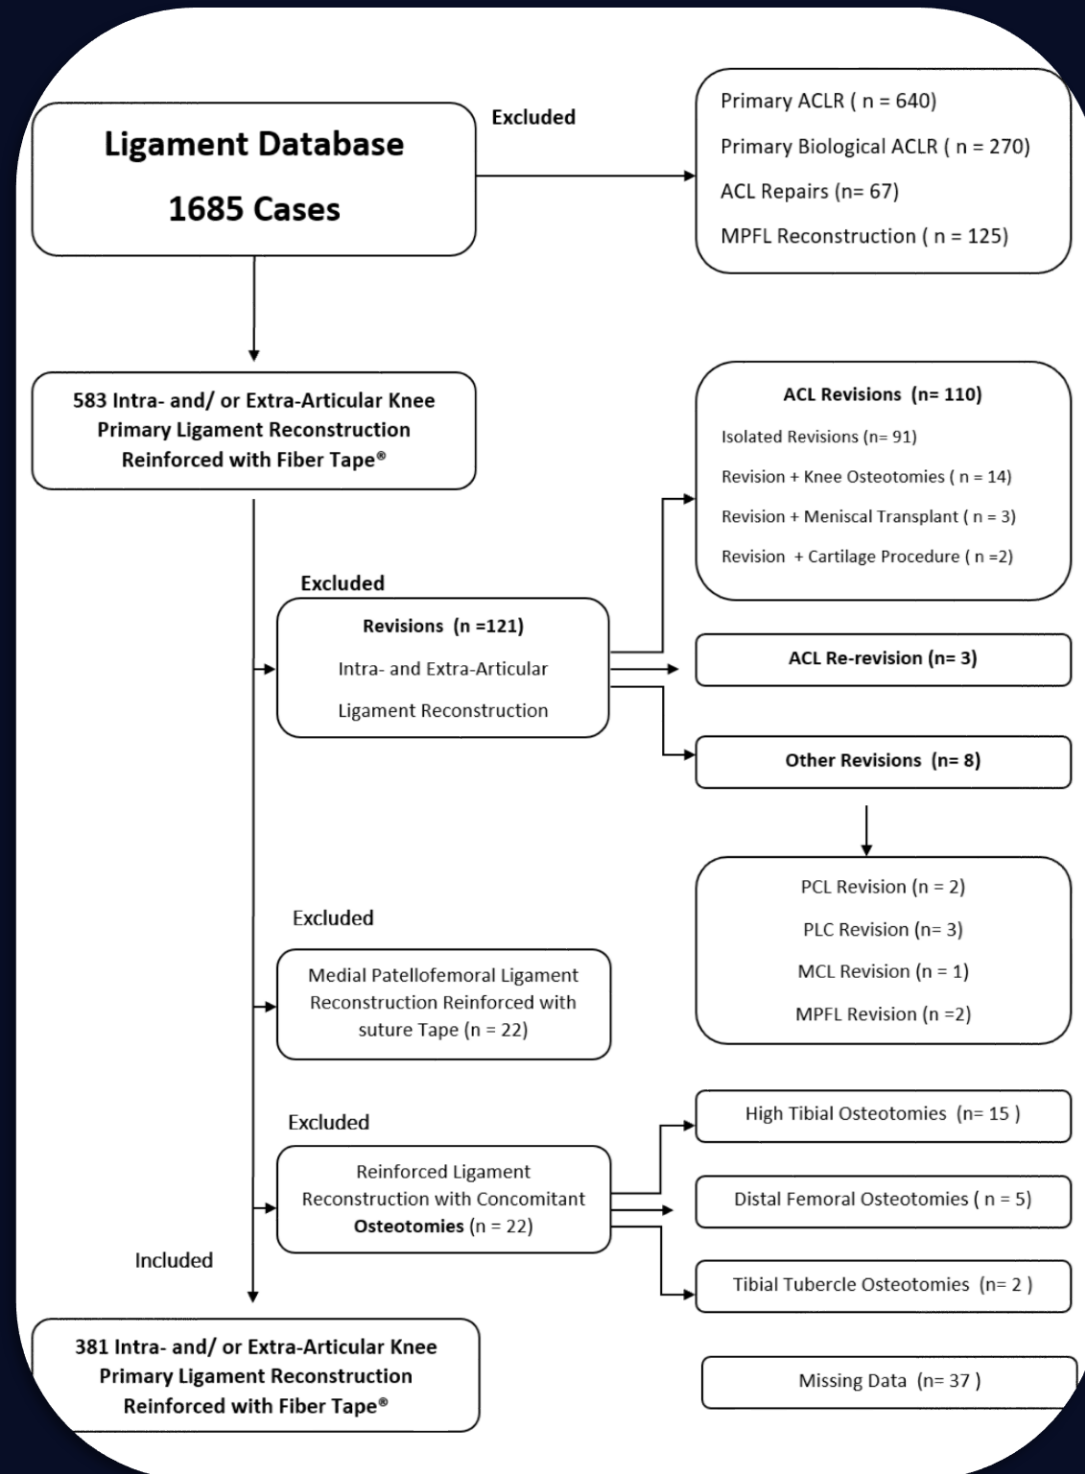 Ligament Database
1685 Cases
Excluded
Primary ACLR ( n = 640)
Primary Biological ACLR ( n = 270)
ACL Repairs (n= 67)
MPFL Reconstruction ( n = 125)
583 Intra- and/ or Extra-Articular Knee
Primary Ligament Reconstruction
Reinforced with Fiber Tape®
Excluded
Revisions  (n =121)
Intra- and Extra-Articular
Ligament Reconstruction
ACL Revisions  (n= 110)
Isolated Revisions (n= 91)
Revision + Knee Osteotomies ( n = 14)
Revision + Meniscal Transplant ( n = 3)
Revision  + Cartilage Procedure ( n =2)
ACL Re-revision (n= 3)
Other Revisions  (n= 8)
PCL Revision (n = 2)
PLC Revision (n= 3)
MCL Revision (n = 1)
MPFL Revision (n =2)
Excluded
Medial Patellofemoral Ligament
Reconstruction Reinforced with
suture Tape (n = 22)
Excluded
Reinforced Ligament
Reconstruction with Concomitant
Osteotomies (n = 22)
High Tibial Osteotomies  (n= 15 )
Distal Femoral Osteotomies ( n = 5)
Tibial Tubercle Osteotomies  (n= 2 )
Included
381 Intra- and/ or Extra-Articular Knee
Primary Ligament Reconstruction
Reinforced with Fiber Tape®
Missing Data  (n= 37 )